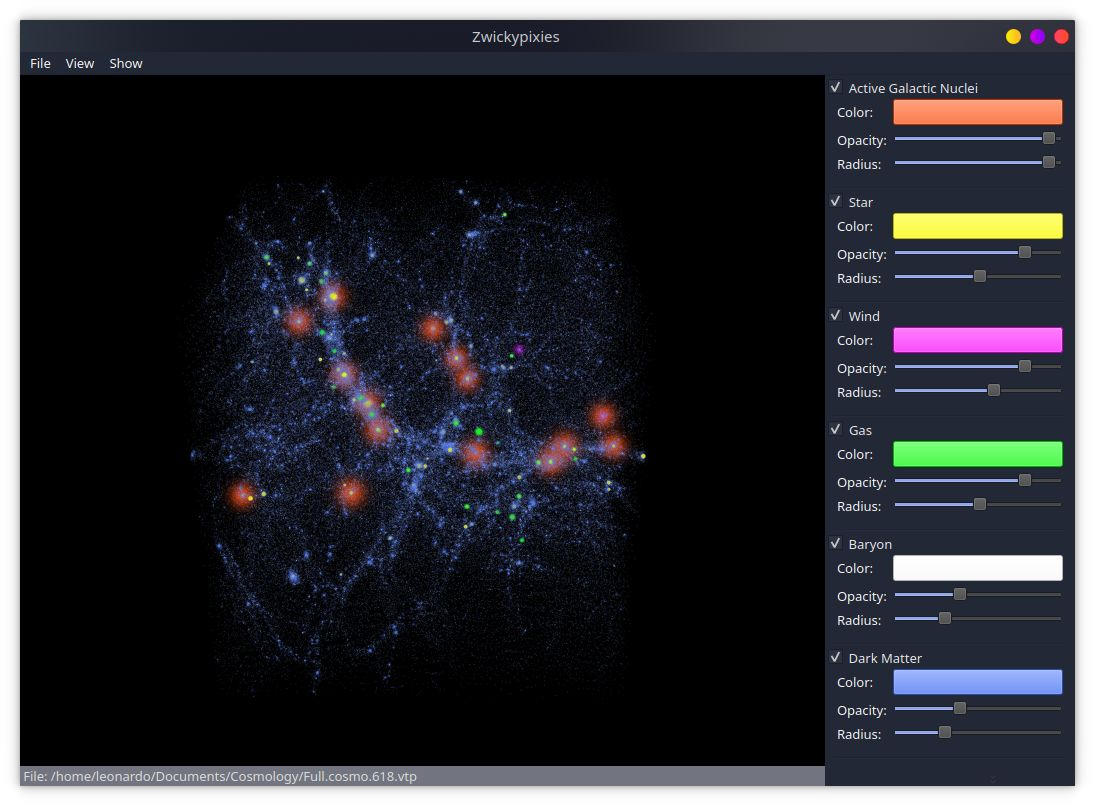 Zwickypixies
File View Show
Active Galactic Nuclei
Color:
Opacity:
Radius:
Star
Color:
Opacity:
Radius:
Wind
Color:
Opacity:
Radius:
Gas
Color:
Opacity:
Radius:
Baryon
Color:
Opacity:
Radius:
Dark Matter
Color:
Opacity:
Radius:
File: /home/leonardo/Documents/Cosmology/Full.cosmo.618.vtp